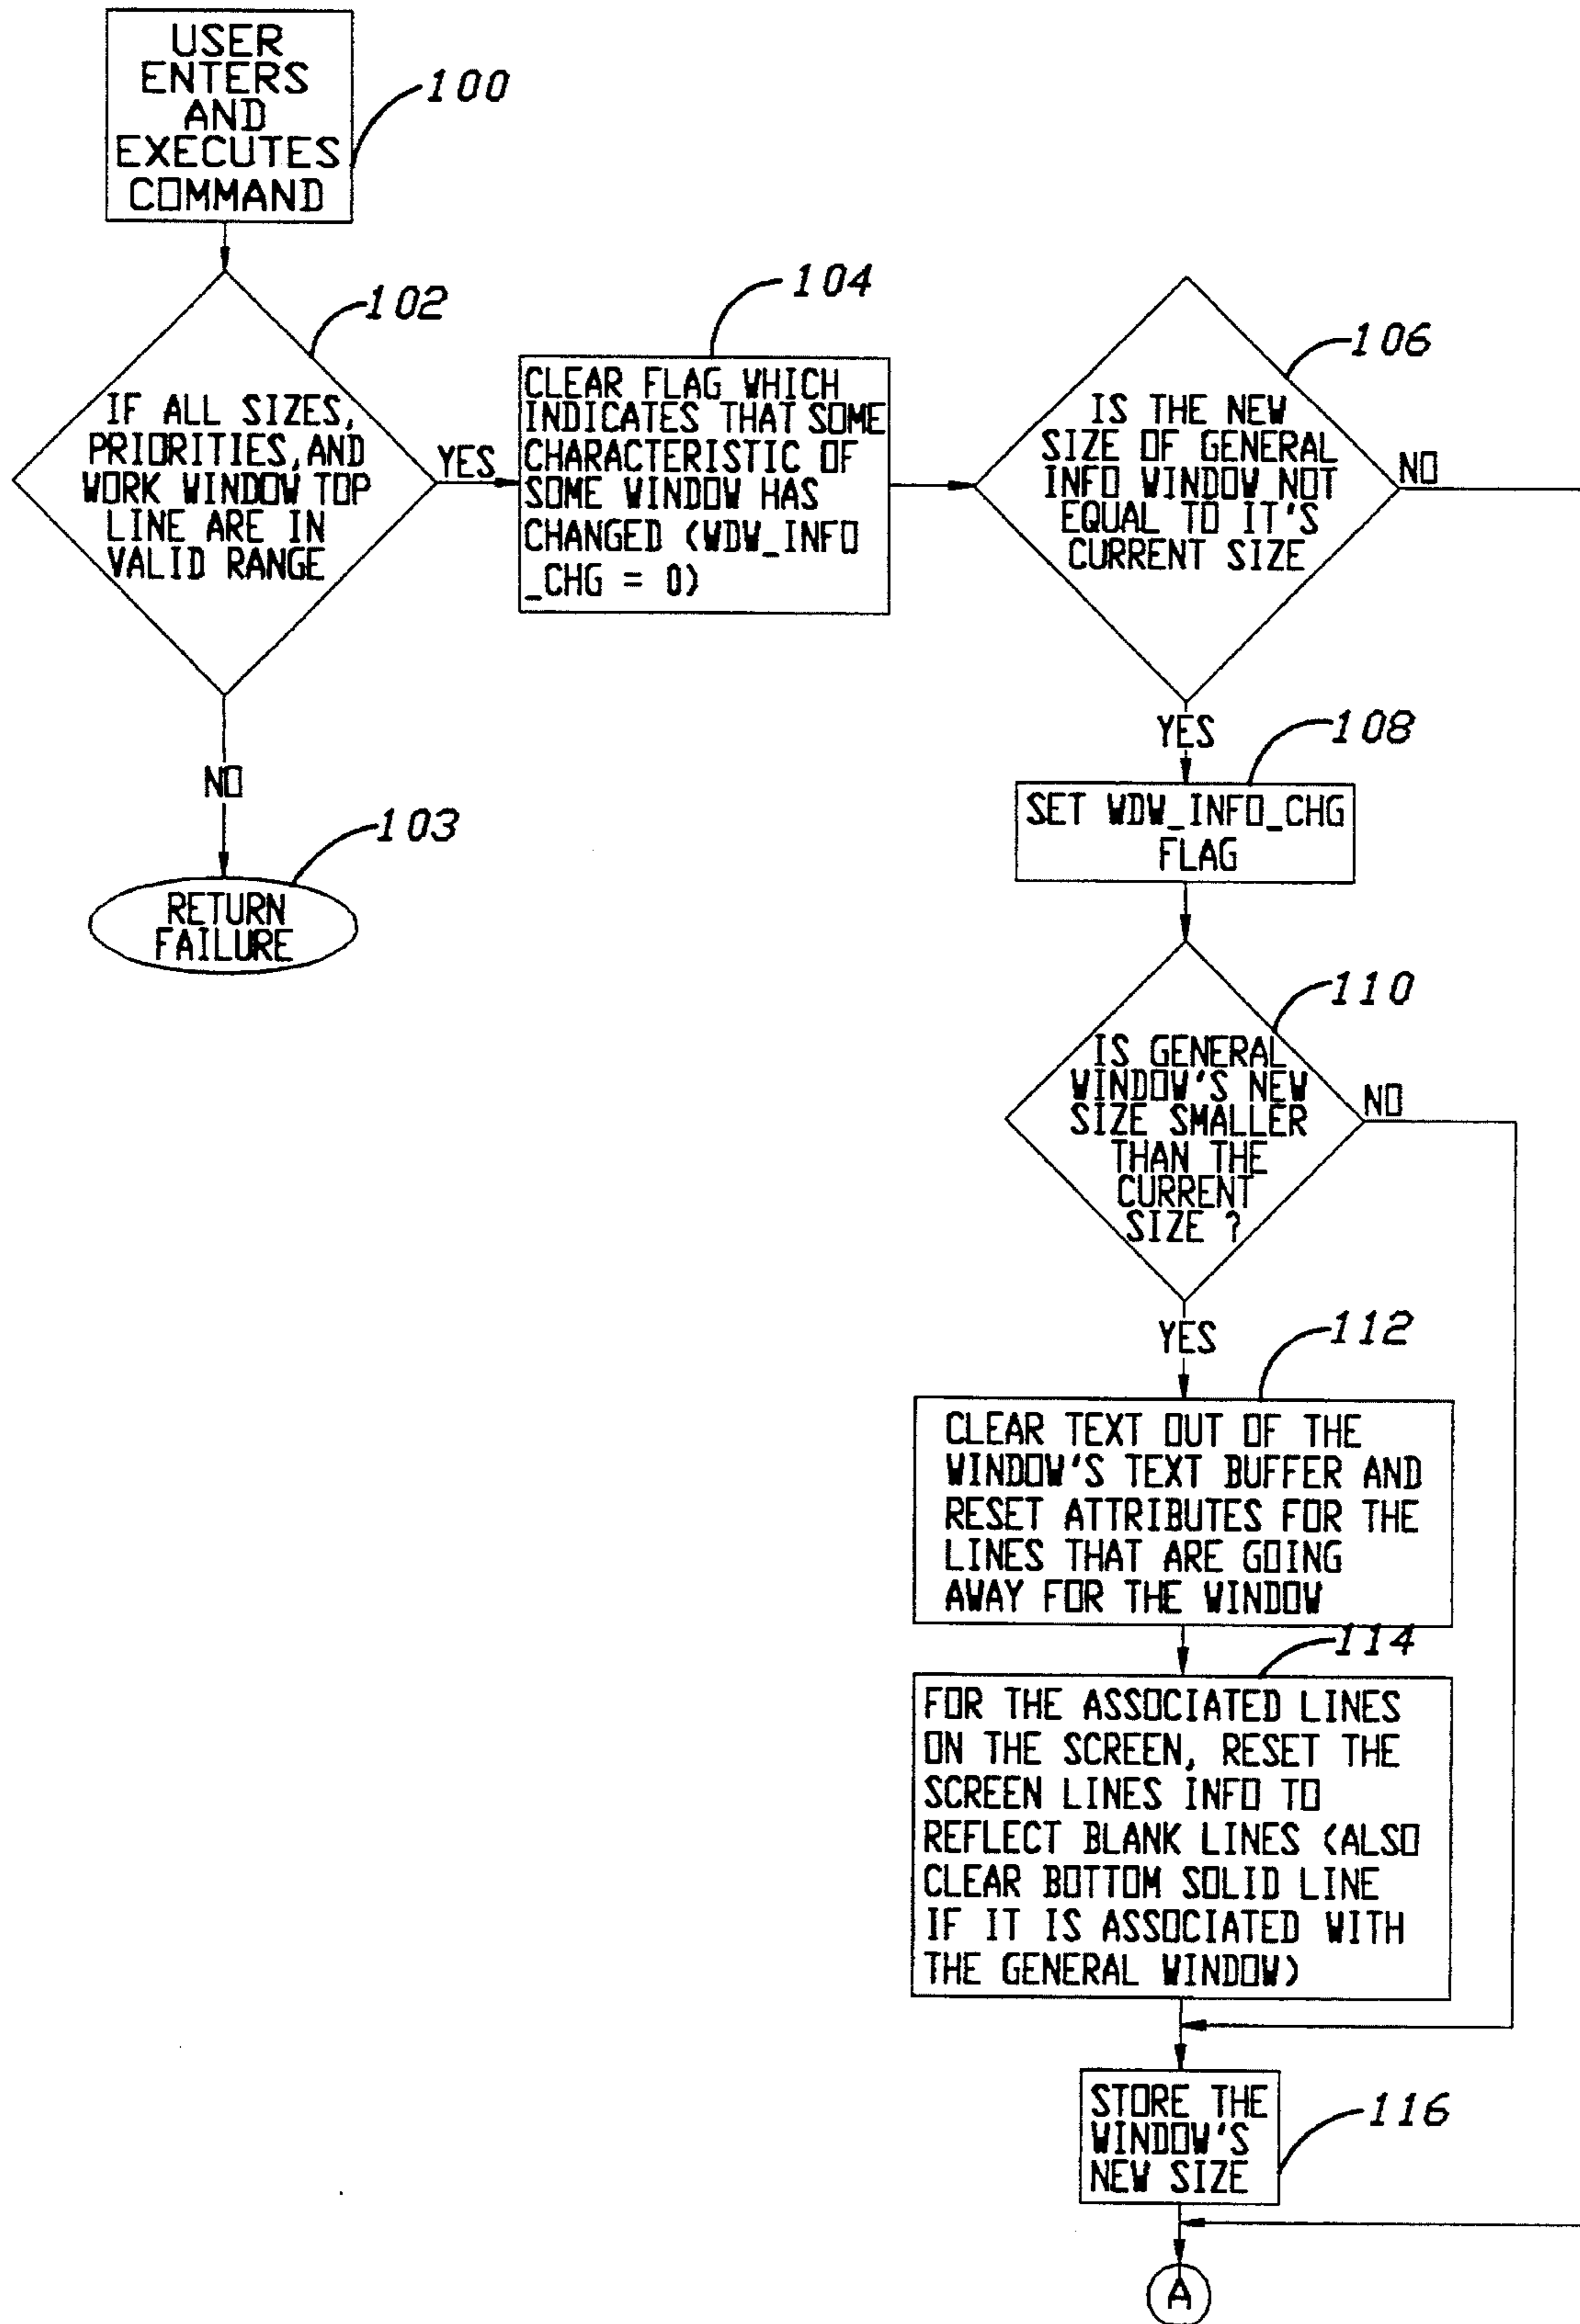 USER
ENTERS
AND
EXECUTES
COMMAND
100
102
IF ALL SIZES,
PRIORITIES, AND
WORK WINDOW TOP
LINE ARE IN
VALID RANGE
YES
NO
103
RETURN
FAILURE
104
CLEAR FLAG WHICH
INDICATES THAT SOME
CHARACTERISTIC OF
SOME WINDOW HAS
CHANGED (WDW_INFO
_CHG = 0)
106
IS THE NEW
SIZE OF GENERAL
INFO WINDOW NOT
EQUAL TO IT'S
CURRENT SIZE
NO
YES
108
SET WDW_INFO_CHG
FLAG
110
IS GENERAL
WINDOW'S NEW
SIZE SMALLER
THAN THE
CURRENT
SIZE ?
NO
YES
112
CLEAR TEXT OUT OF THE
WINDOW'S TEXT BUFFER AND
RESET ATTRIBUTES FOR THE
LINES THAT ARE GOING
AWAY FOR THE WINDOW
114
FOR THE ASSOCIATED LINES
ON THE SCREEN, RESET THE
SCREEN LINES INFO TO
REFLECT BLANK LINES (ALSO
CLEAR BOTTOM SOLID LINE
IF IT IS ASSOCIATED WITH
THE GENERAL WINDOW)
STORE THE
WINDOW'S
NEW SIZE
116
A